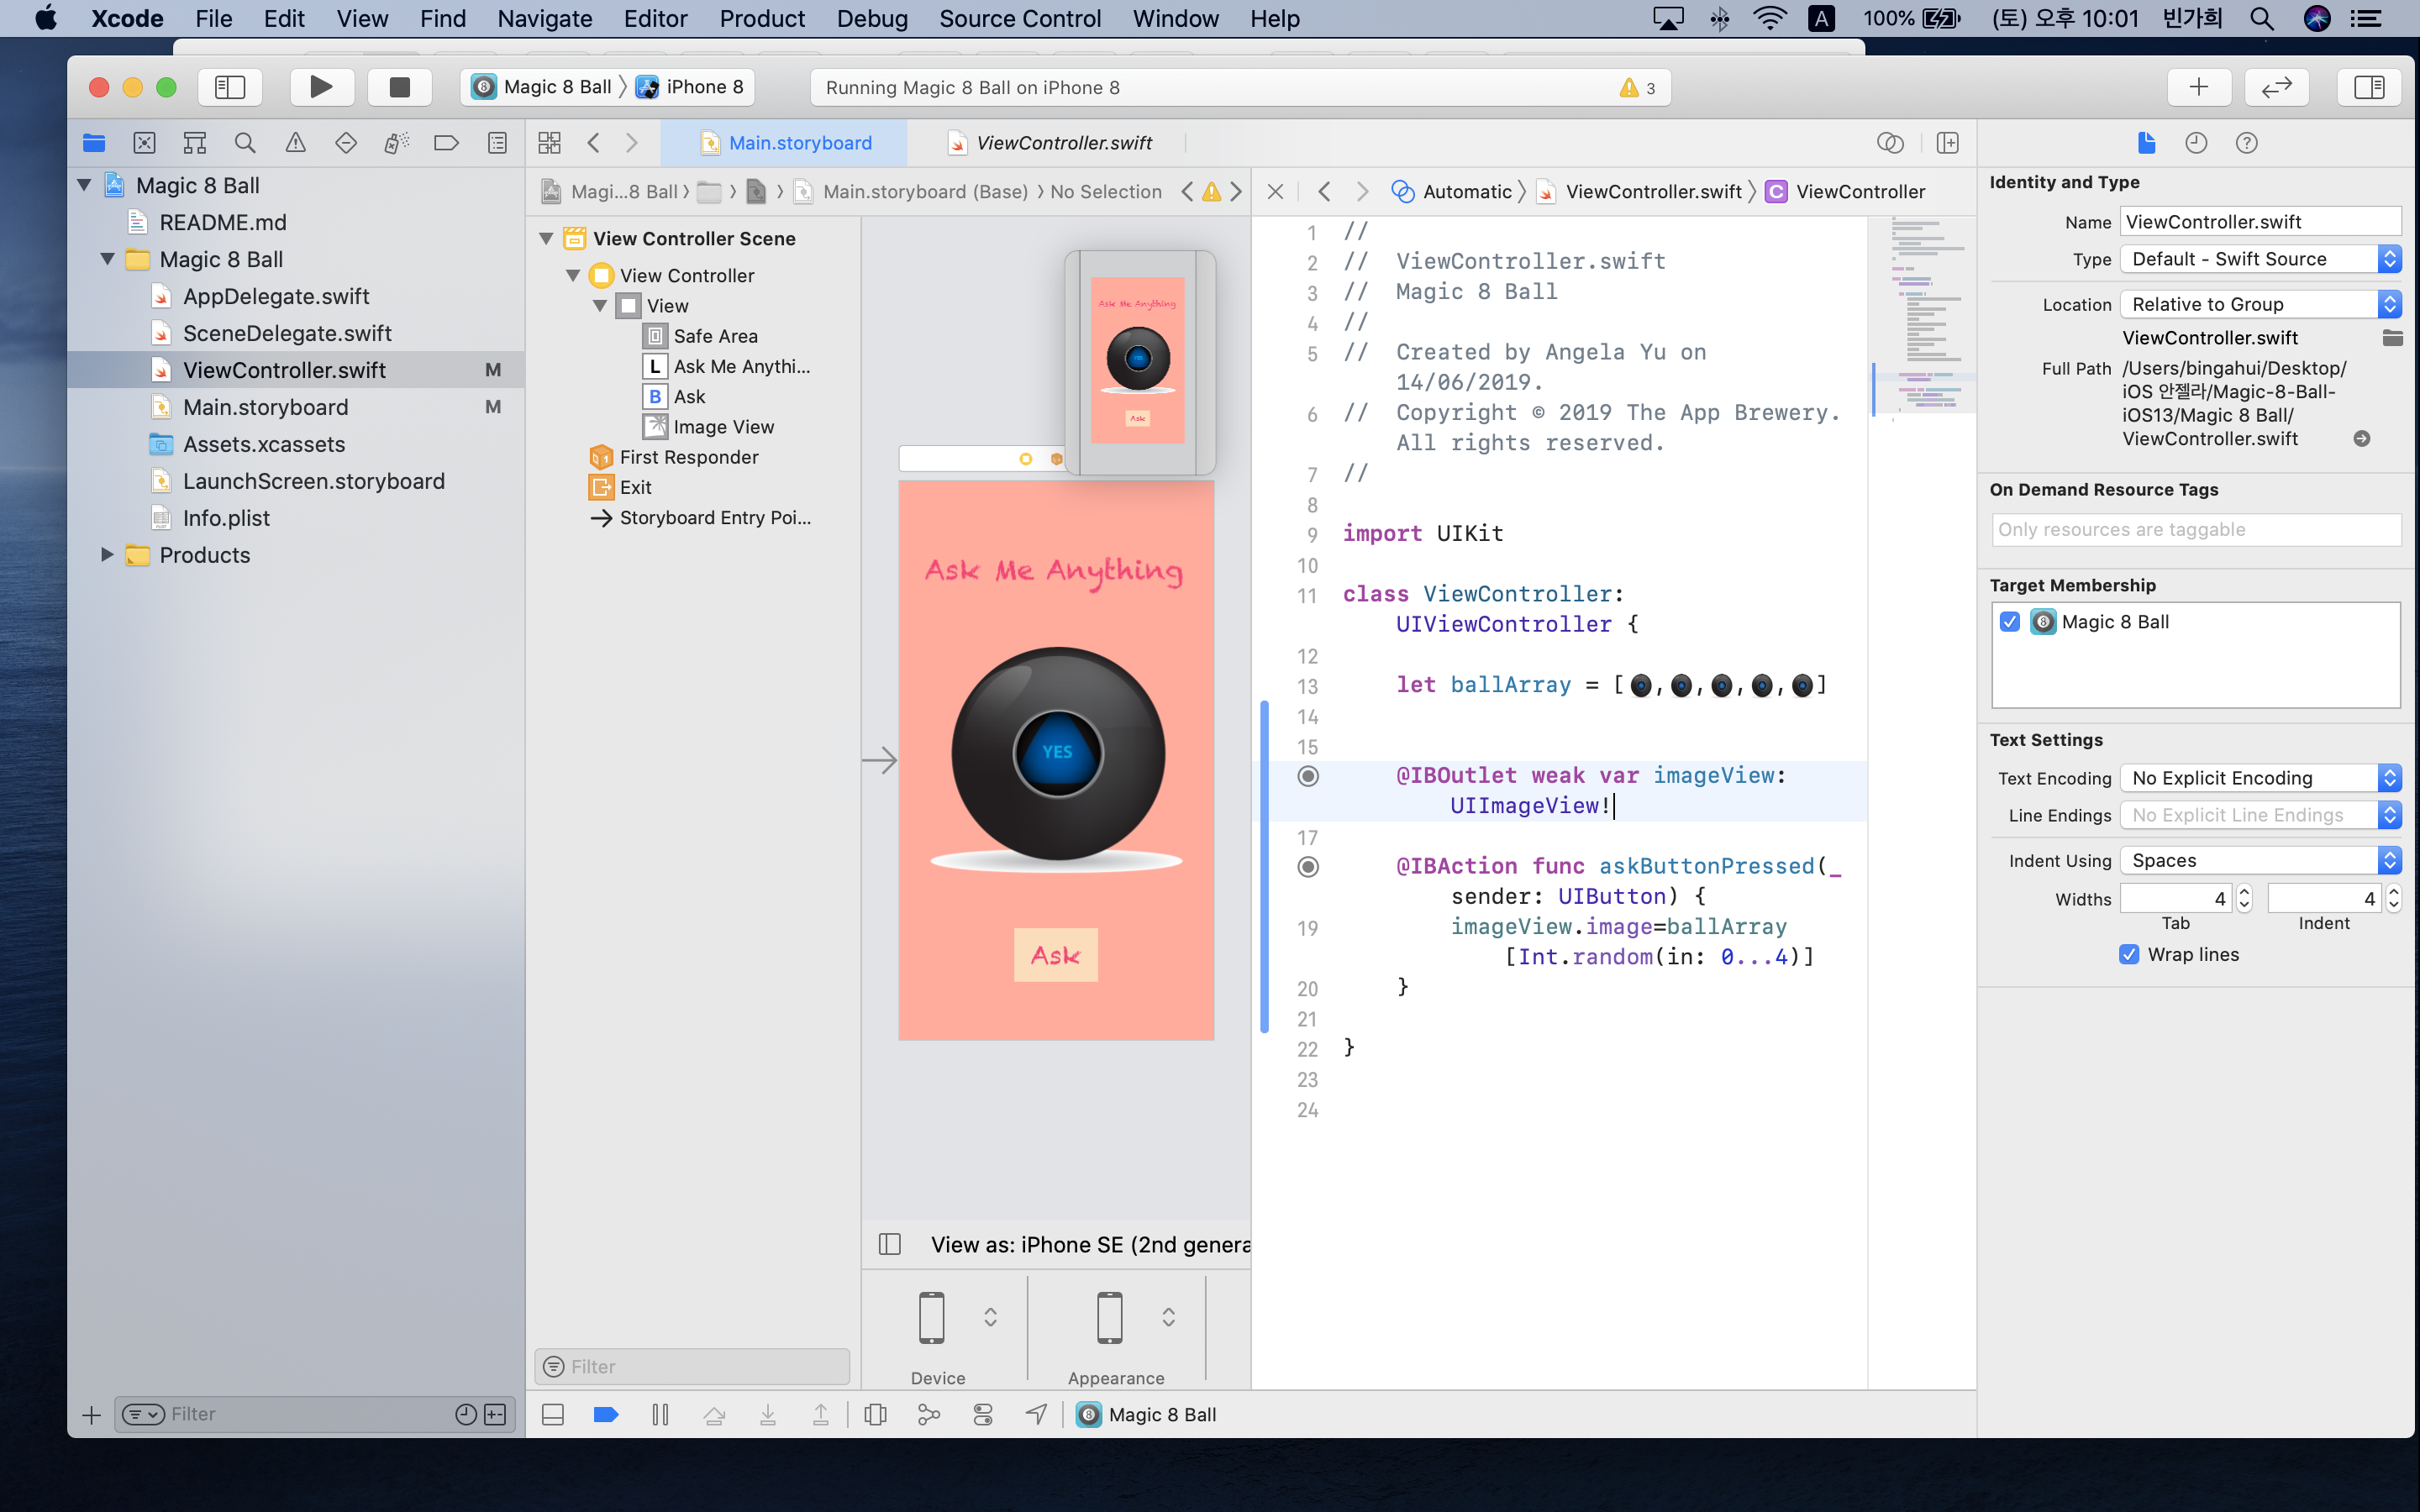 Xcode File Edit View Find Navigate Editor Product Debug Source Control Window Help A 100% (토) 오후 10:01 빈가희
Magic 8 Ball 〉 iPhone 8
Running Magic 8 Ball on iPhone 8
3
Main.storyboard
ViewController.swift
Magic 8 Ball
README.md
Magic 8 Ball
AppDelegate.swift
SceneDelegate.swift
ViewController.swift M
Main.storyboard M
Assets.xcassets
LaunchScreen.storyboard
Info.plist
Products
Filter
Magi...8 Ball 〉 〉 〉 Main.storyboard (Base) 〉 No Selection
View Controller Scene
View Controller
View
Safe Area
L Ask Me Anythi...
B Ask
Image View
First Responder
Exit
Storyboard Entry Poi...
Filter
Ask Me Anything
YES
Ask
Ask Me Anything
YES
Ask
View as: iPhone SE (2nd genera
Device
Appearance
Magic 8 Ball
Automatic 〉 ViewController.swift 〉 C ViewController
1 //
2 //  ViewController.swift
3 //  Magic 8 Ball
4 //
5 //  Created by Angela Yu on
14/06/2019.
6 //  Copyright © 2019 The App Brewery.
All rights reserved.
7 //
8
9 import UIKit
10
11 class ViewController:
UIViewController {
12
13 let ballArray = [ , , , , ]
14
15
@IBOutlet weak var imageView:
UIImageView!
17
@IBAction func askButtonPressed(_
sender: UIButton) {
19 imageView.image=ballArray
[Int.random(in: 0...4)]
20 }
21
22 }
23
24
Identity and Type
Name ViewController.swift
Type Default - Swift Source
Location Relative to Group
ViewController.swift
Full Path /Users/bingahui/Desktop/
iOS 안젤라/Magic-8-Ball-
iOS13/Magic 8 Ball/
ViewController.swift
On Demand Resource Tags
Only resources are taggable
Target Membership
Magic 8 Ball
Text Settings
Text Encoding No Explicit Encoding
Line Endings No Explicit Line Endings
Indent Using Spaces
Widths 4 4
Tab Indent
Wrap lines